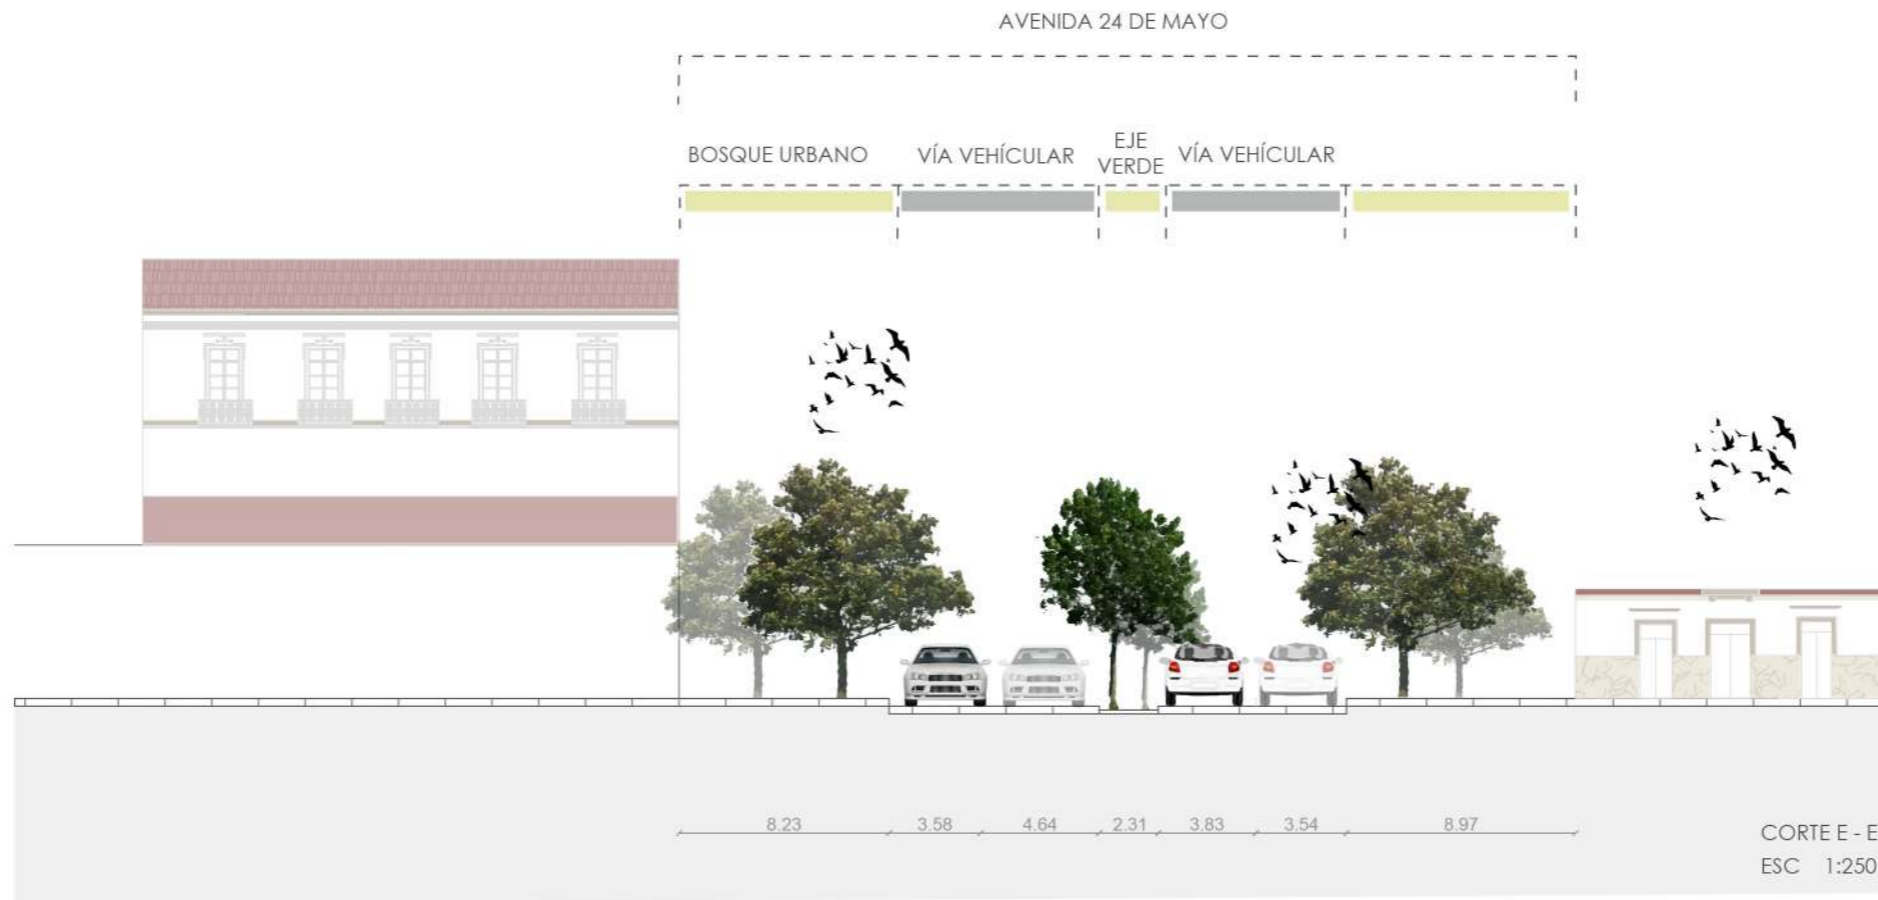 AVENIDA 24 DE MAYO
BOSQUE URBANO
VÍA VEHÍCULAR
EJE
VERDE
VÍA VEHÍCULAR
8.23
3.58
4.64
2.31
3.83
3.54
8.97
CORTE E - E
ESC 1:250